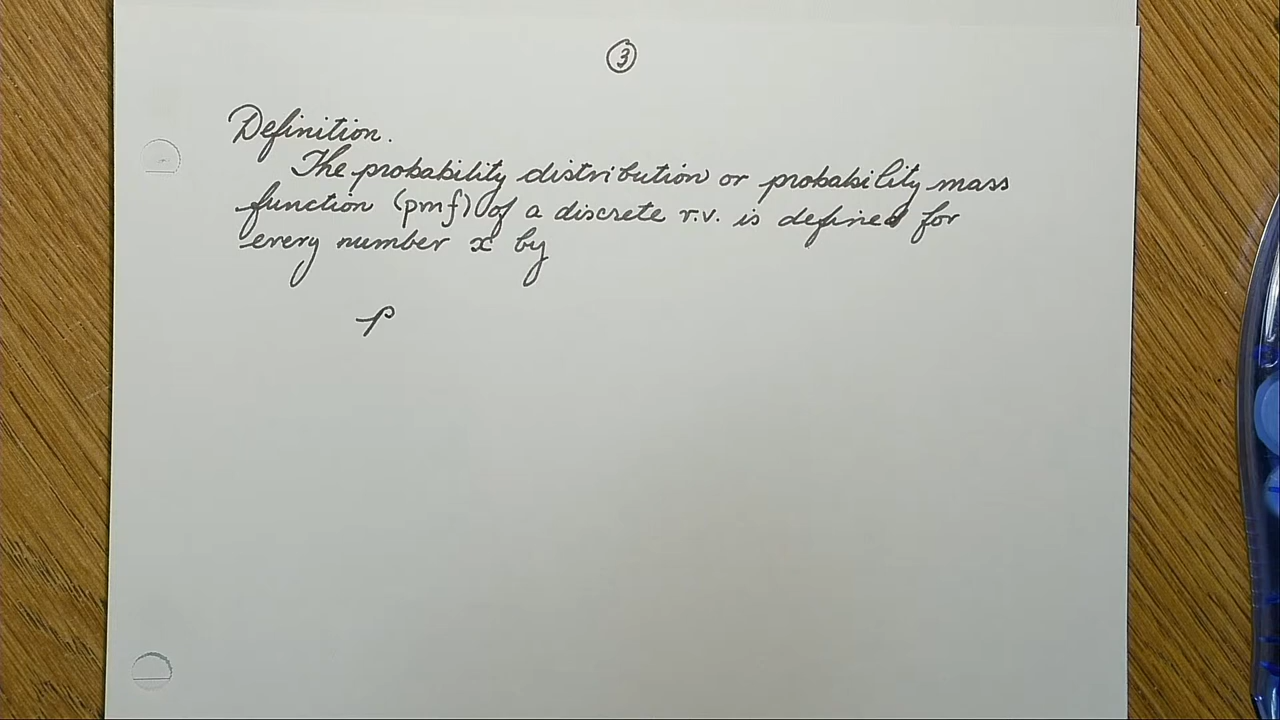 3
Definition.
The probability distribution or probability mass
function (pmf) of a discrete r.v. is defined for
every number x by
p